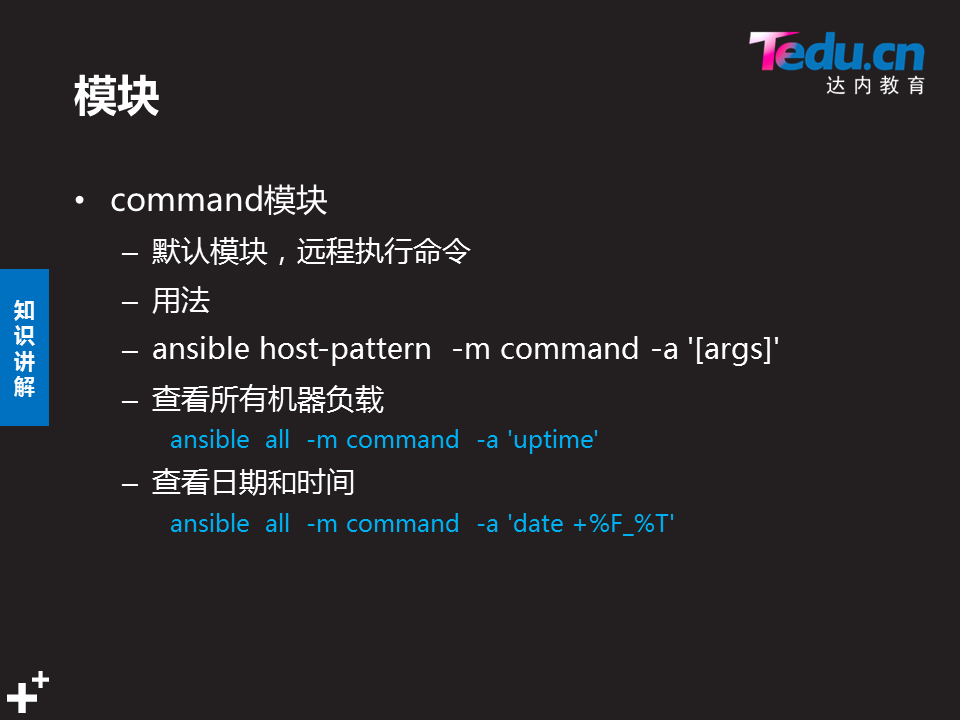 Tedu.cn
达内教育
模块
• command模块
– 默认模块，远程执行命令
– 用法
– ansible host-pattern  -m command -a '[args]'
– 查看所有机器负载
ansible  all  -m command  -a 'uptime'
– 查看日期和时间
ansible  all  -m command  -a 'date +%F_%T'
知识讲解